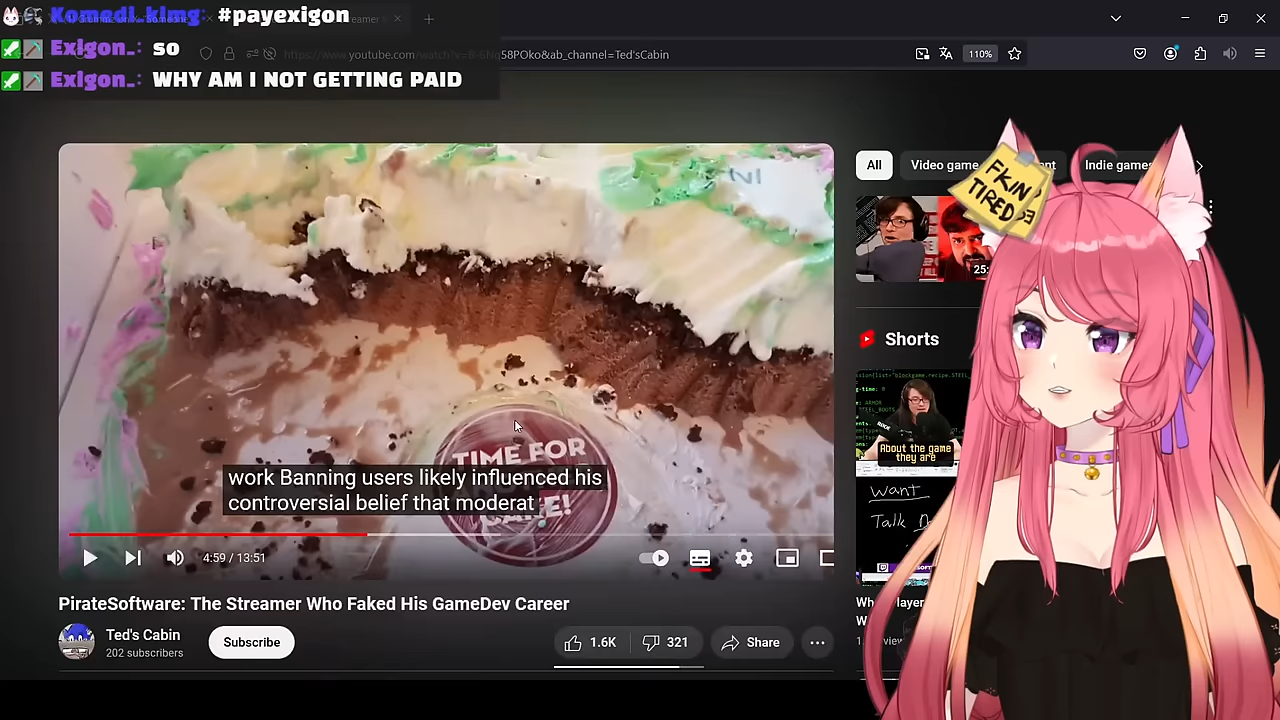 Komedi_kimg: #payexigon
Exigon_: so
Exigon_: WHY AM I NOT GETTING PAID
58POko&ab_channel=Ted'sCabin
110%
All
Video game
Indie games
FKIN
TIRED
25:
TIME FOR
work Banning users likely influenced his
controversial belief that moderat
Shorts
About the game
they are
want
Talk
4:59 / 13:51
PirateSoftware: The Streamer Who Faked His GameDev Career
Ted's Cabin
202 subscribers
Subscribe
1.6K
321
Share